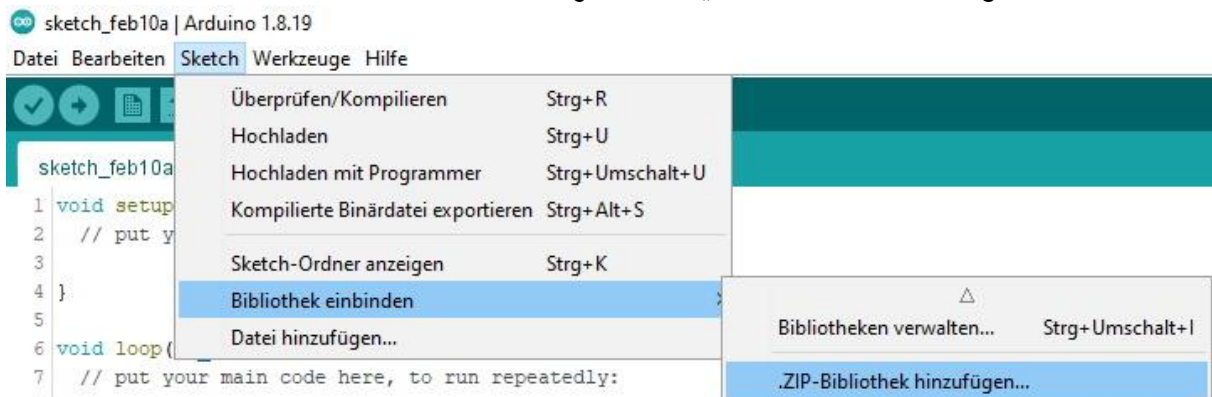 sketch_feb10a | Arduino 1.8.19
Datei Bearbeiten Sketch Werkzeuge Hilfe
Überprüfen/Kompilieren Strg+R
Hochladen Strg+U
sketch_feb10a
Hochladen mit Programmer Strg+Umschalt+U
1 void setup
Kompilierte Binärdatei exportieren Strg+Alt+S
2 // put y
3
Sketch-Ordner anzeigen Strg+K
4 }
Bibliothek einbinden
5
Datei hinzufügen...
Bibliotheken verwalten... Strg+Umschalt+I
6 void loop(
7 // put your main code here, to run repeatedly:
.ZIP-Bibliothek hinzufügen...